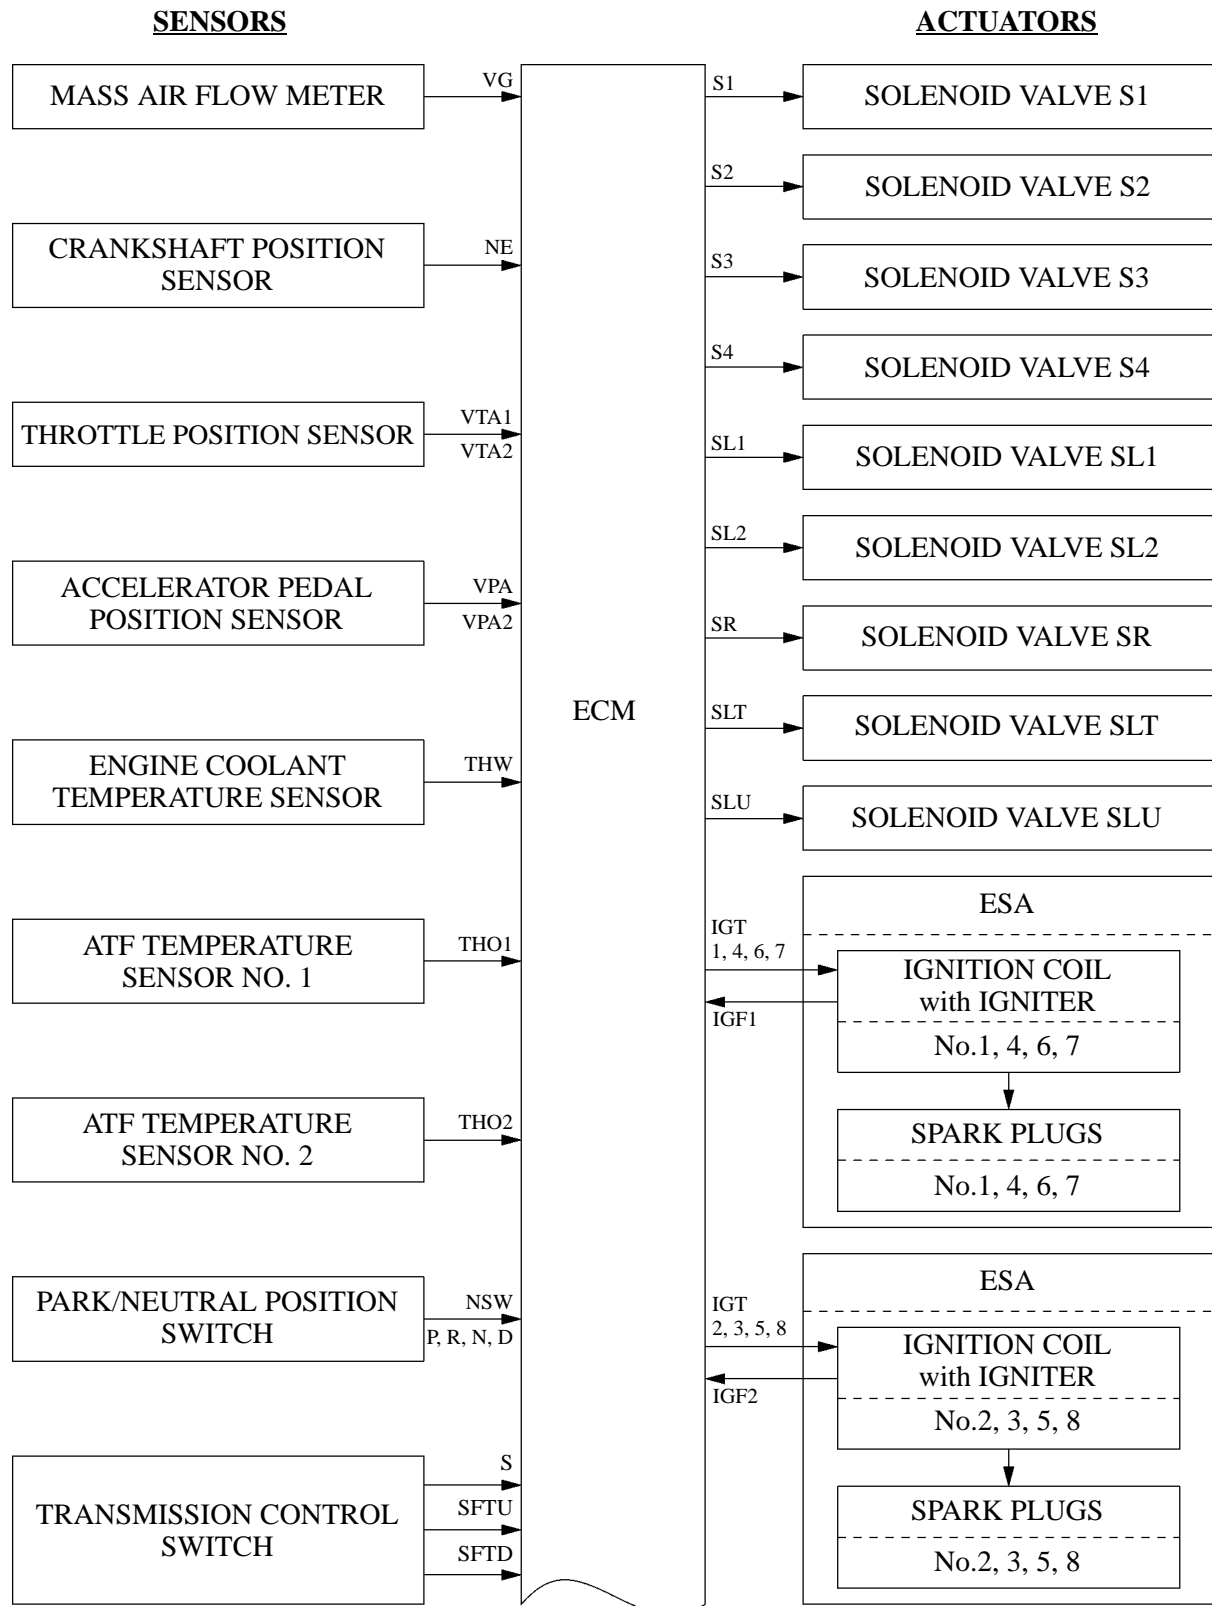 SENSORS
ACTUATORS
MASS AIR FLOW METER
VG
CRANKSHAFT POSITION
SENSOR
NE
THROTTLE POSITION SENSOR
VTA1
VTA2
ACCELERATOR PEDAL
POSITION SENSOR
VPA
VPA2
ENGINE COOLANT
TEMPERATURE SENSOR
THW
ATF TEMPERATURE
SENSOR NO. 1
THO1
ATF TEMPERATURE
SENSOR NO. 2
THO2
PARK/NEUTRAL POSITION
SWITCH
NSW
P, R, N, D
TRANSMISSION CONTROL
SWITCH
S
SFTU
SFTD
ECM
S1
SOLENOID VALVE S1
S2
SOLENOID VALVE S2
S3
SOLENOID VALVE S3
S4
SOLENOID VALVE S4
SL1
SOLENOID VALVE SL1
SL2
SOLENOID VALVE SL2
SR
SOLENOID VALVE SR
SLT
SOLENOID VALVE SLT
SLU
SOLENOID VALVE SLU
ESA
IGT
1, 4, 6, 7
IGF1
IGNITION COIL
with IGNITER
No.1, 4, 6, 7
SPARK PLUGS
No.1, 4, 6, 7
ESA
IGT
2, 3, 5, 8
IGF2
IGNITION COIL
with IGNITER
No.2, 3, 5, 8
SPARK PLUGS
No.2, 3, 5, 8